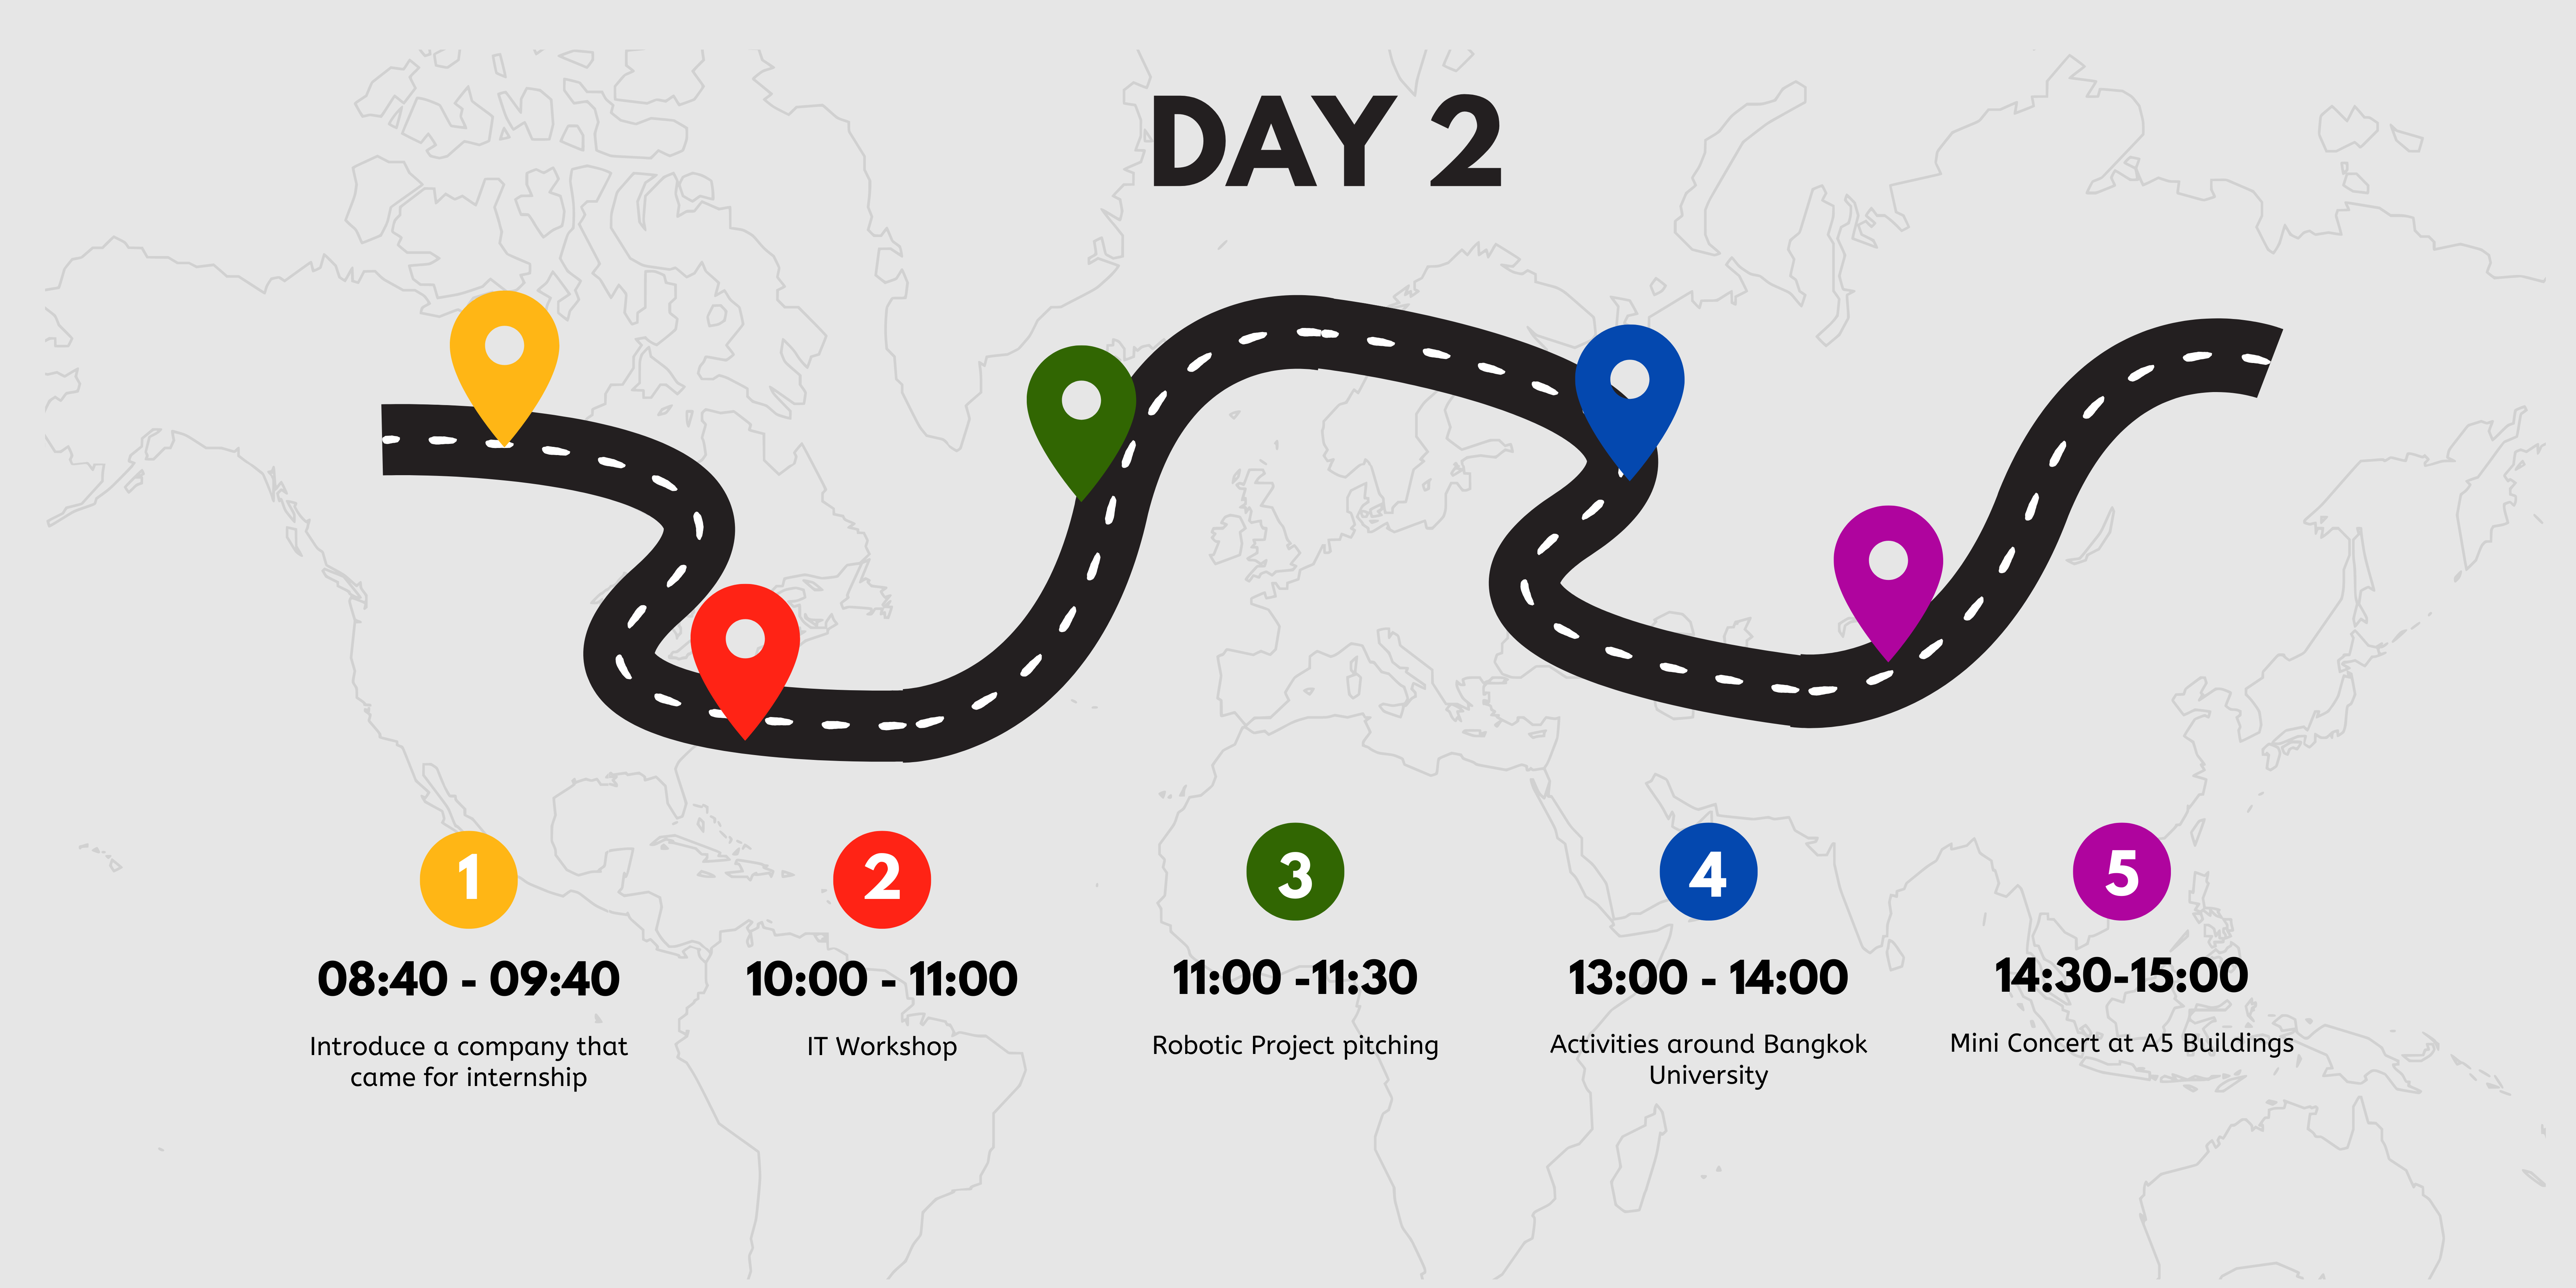 DAY 2
1
08:40 - 09:40
Introduce a company that
came for internship
2
10:00 - 11:00
IT Workshop
3
11:00 -11:30
Robotic Project pitching
4
13:00 - 14:00
Activities around Bangkok
University
5
14:30-15:00
Mini Concert at A5 Buildings